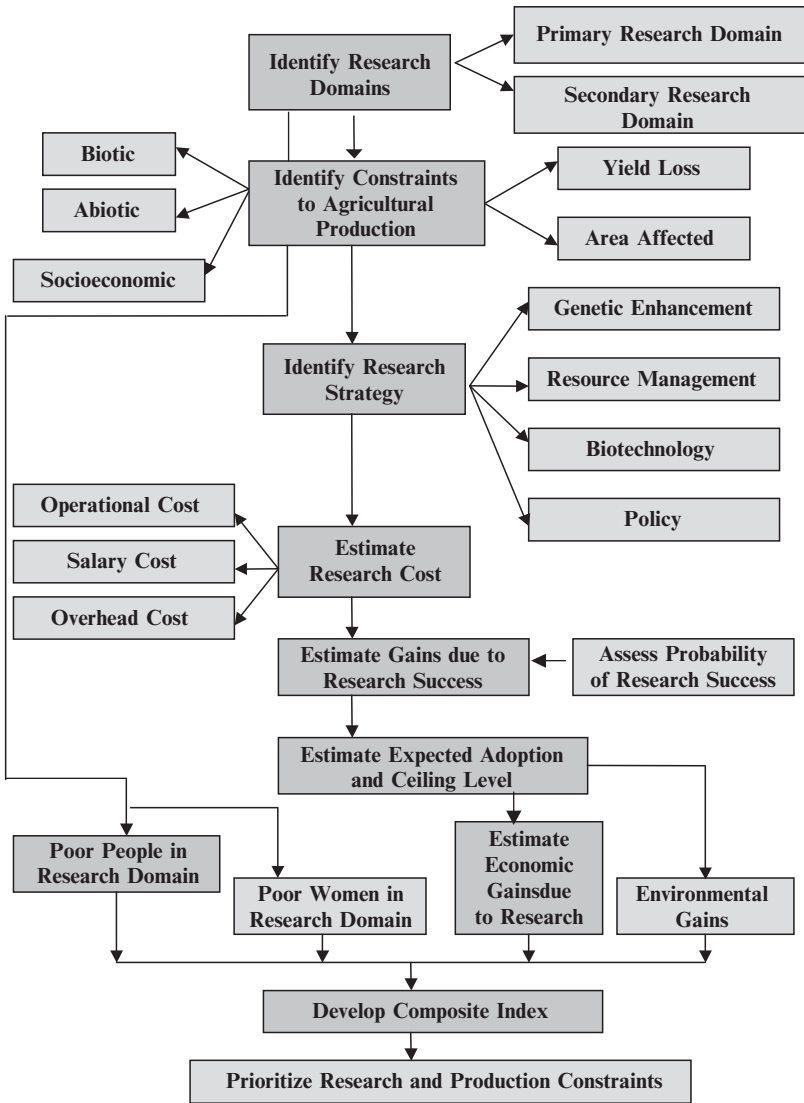 Identify Research
Domains
Primary Research Domain
Secondary Research
Domain
Biotic
Abiotic
Socioeconomic
Identify Constraints
to Agricultural
Production
Yield Loss
Area Affected
Identify Research
Strategy
Genetic Enhancement
Resource Management
Biotechnology
Policy
Operational Cost
Salary Cost
Overhead Cost
Estimate
Research Cost
Estimate Gains due to
Research Success
Assess Probability
of Research Success
Estimate Expected Adoption
and Ceiling Level
Poor People in
Research Domain
Poor Women in
Research Domain
Estimate
Economic
Gainsdue
to Research
Environmental
Gains
Develop Composite Index
Prioritize Research and Production Constraints